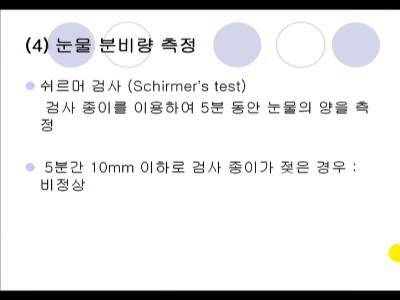 (4) 눈물 분비량 측정
쉬르머 검사 (Schirmer's test)
검사 종이를 이용하여 5분 동안 눈물의 양을 측
정
5분간 10mm 이하로 검사 종이가 젖은 경우 :
비정상